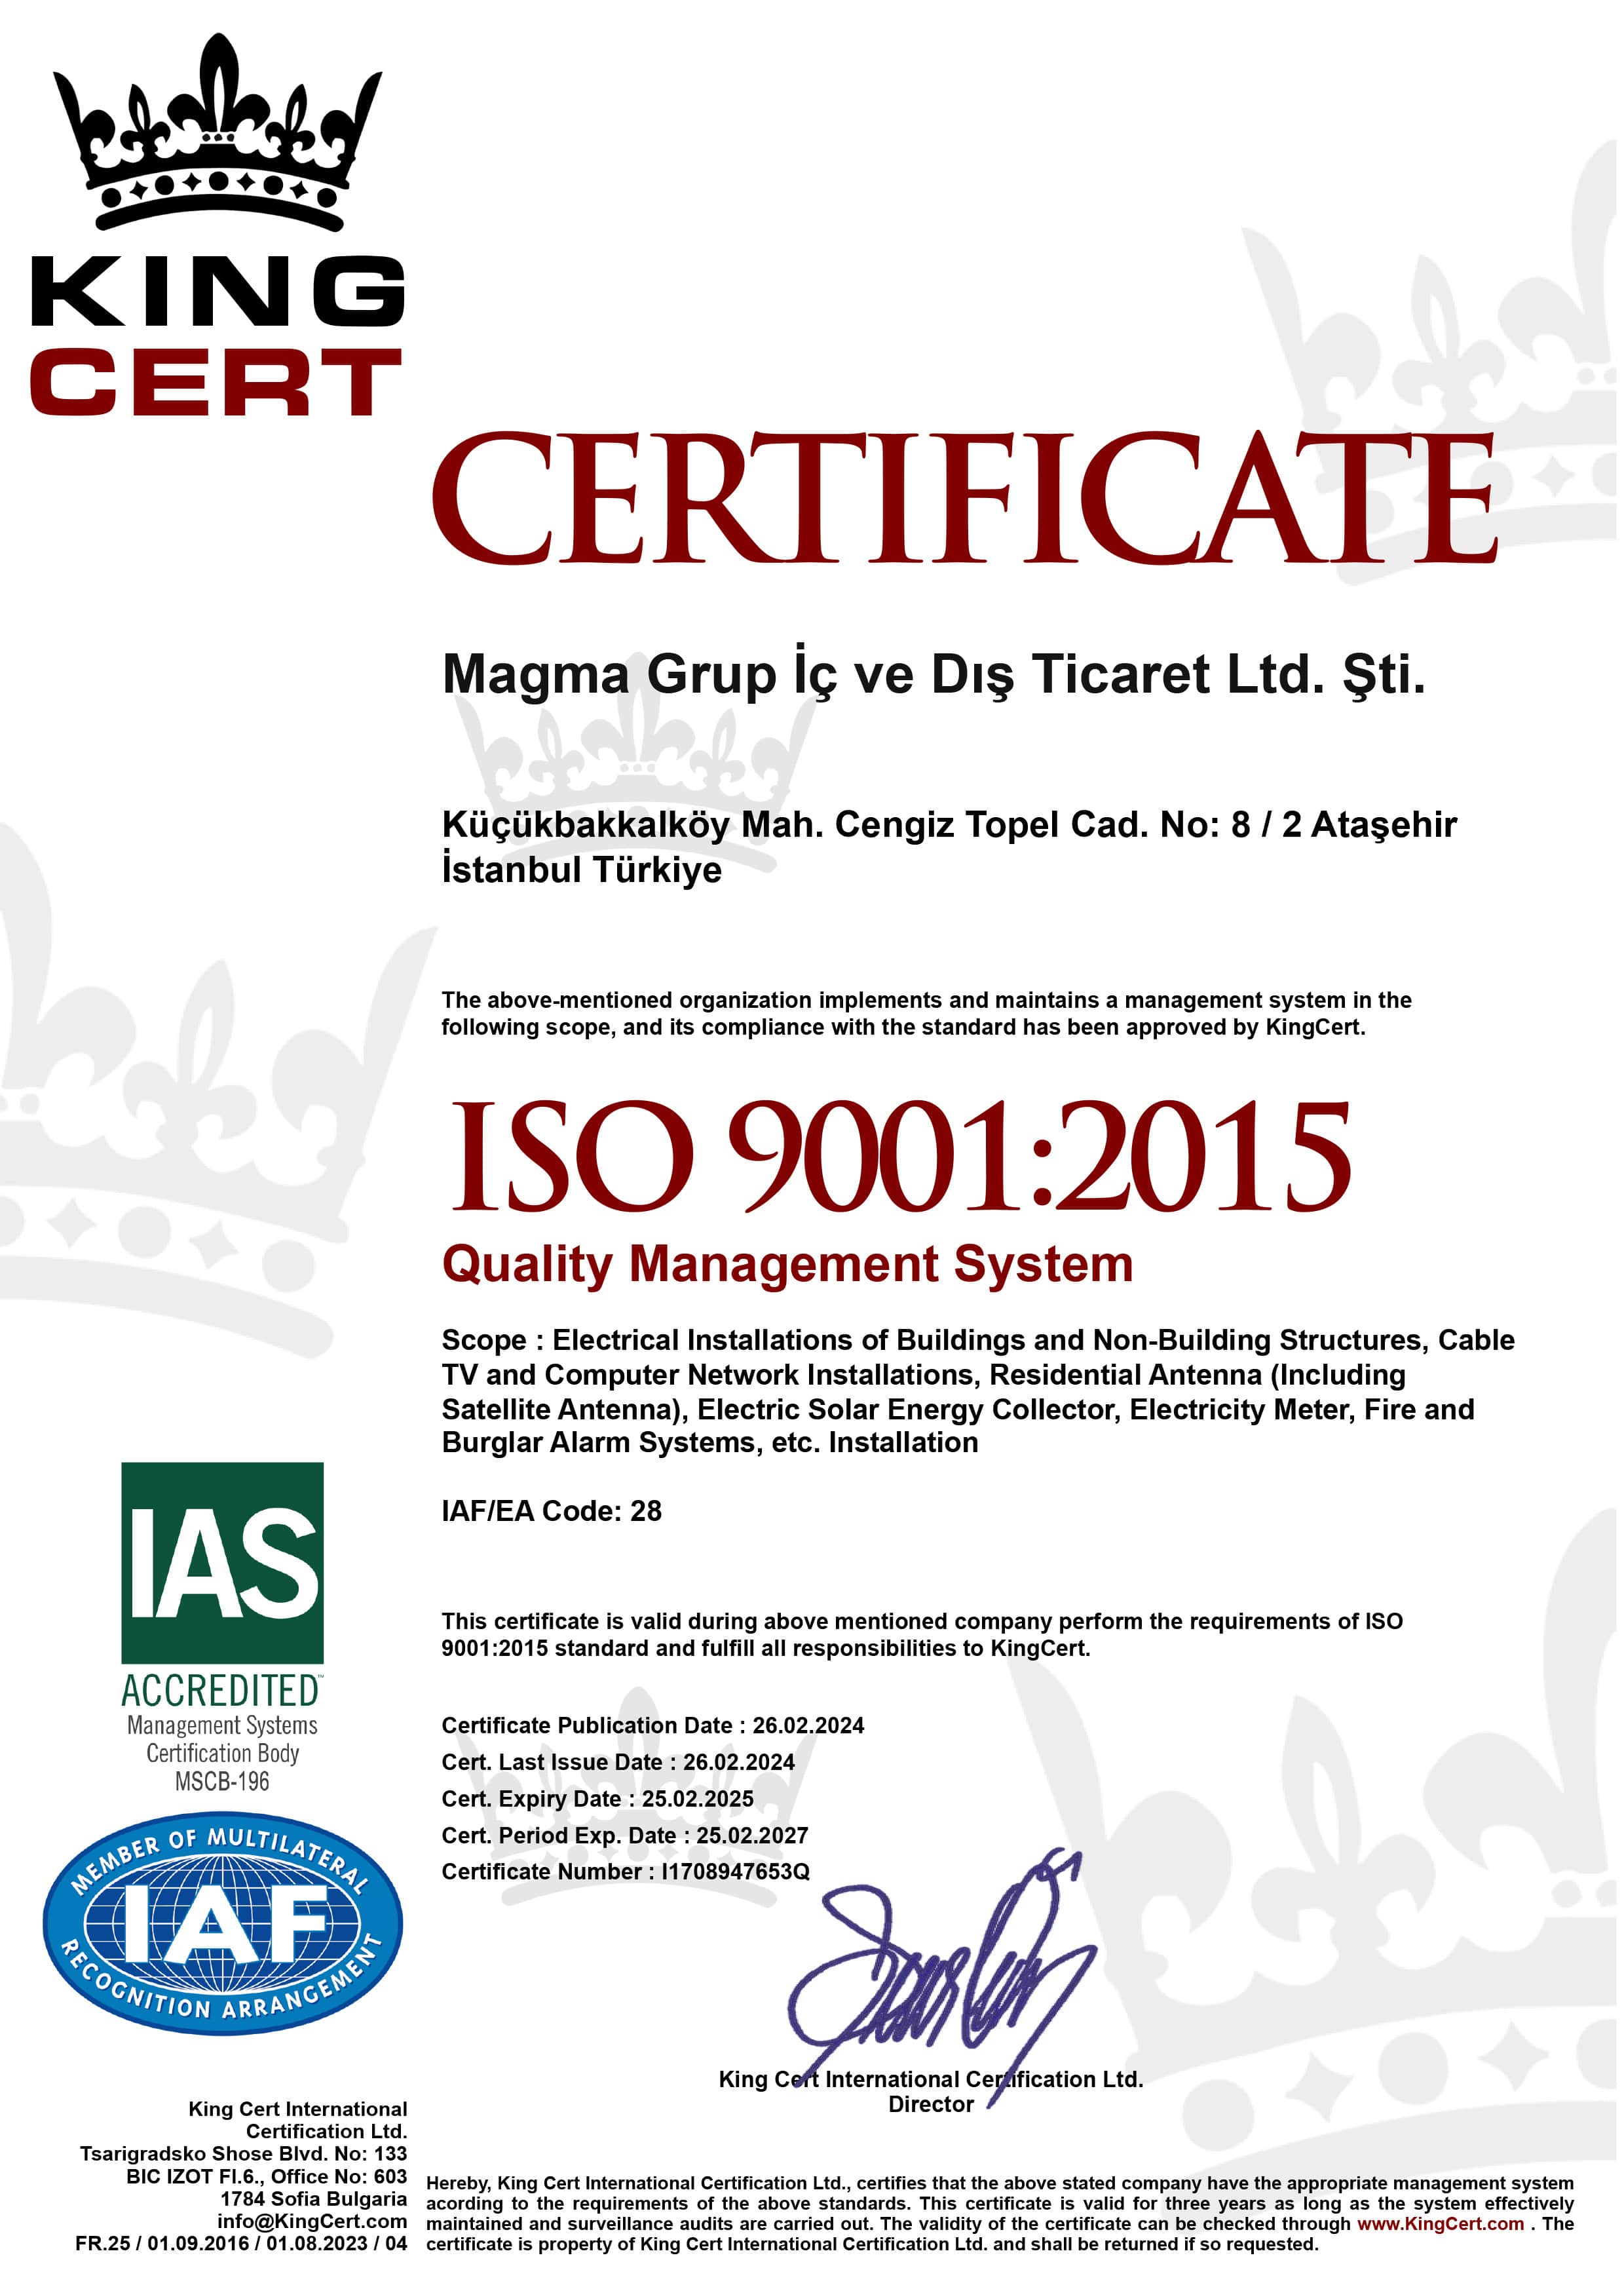 KING
CERT
CERTIFICATE
Magma Grup İç ve Dış Ticaret Ltd. Şti.
Küçükbakkalköy Mah. Cengiz Topel Cad. No: 8 / 2 Ataşehir
İstanbul Türkiye
The above-mentioned organization implements and maintains a management system in the
following scope, and its compliance with the standard has been approved by KingCert.
ISO 9001:2015
Quality Management System
Scope : Electrical Installations of Buildings and Non-Building Structures, Cable
TV and Computer Network Installations, Residential Antenna (Including
Satellite Antenna), Electric Solar Energy Collector, Electricity Meter, Fire and
Burglar Alarm Systems, etc. Installation
IAF/EA Code: 28
This certificate is valid during above mentioned company perform the requirements of ISO
9001:2015 standard and fulfill all responsibilities to KingCert.
Certificate Publication Date : 26.02.2024
Cert. Last Issue Date : 26.02.2024
Cert. Expiry Date : 25.02.2025
Cert. Period Exp. Date : 25.02.2027
Certificate Number : I1708947653Q
IAS
ACCREDITED™
Management Systems
Certification Body
MSCB-196
MEMBER OF MULTILATERAL
IAF
RECOGNITION ARRANGEMENT
King Cert International Certification Ltd.
Director
King Cert International
Certification Ltd.
Tsarigradsko Shose Blvd. No: 133
BIC IZOT Fl.6., Office No: 603
1784 Sofia Bulgaria
info@KingCert.com
FR.25 / 01.09.2016 / 01.08.2023 / 04
Hereby, King Cert International Certification Ltd., certifies that the above stated company have the appropriate management system
acording to the requirements of the above standards. This certificate is valid for three years as long as the system effectively
maintained and surveillance audits are carried out. The validity of the certificate can be checked through www.KingCert.com . The
certificate is property of King Cert International Certification Ltd. and shall be returned if so requested.